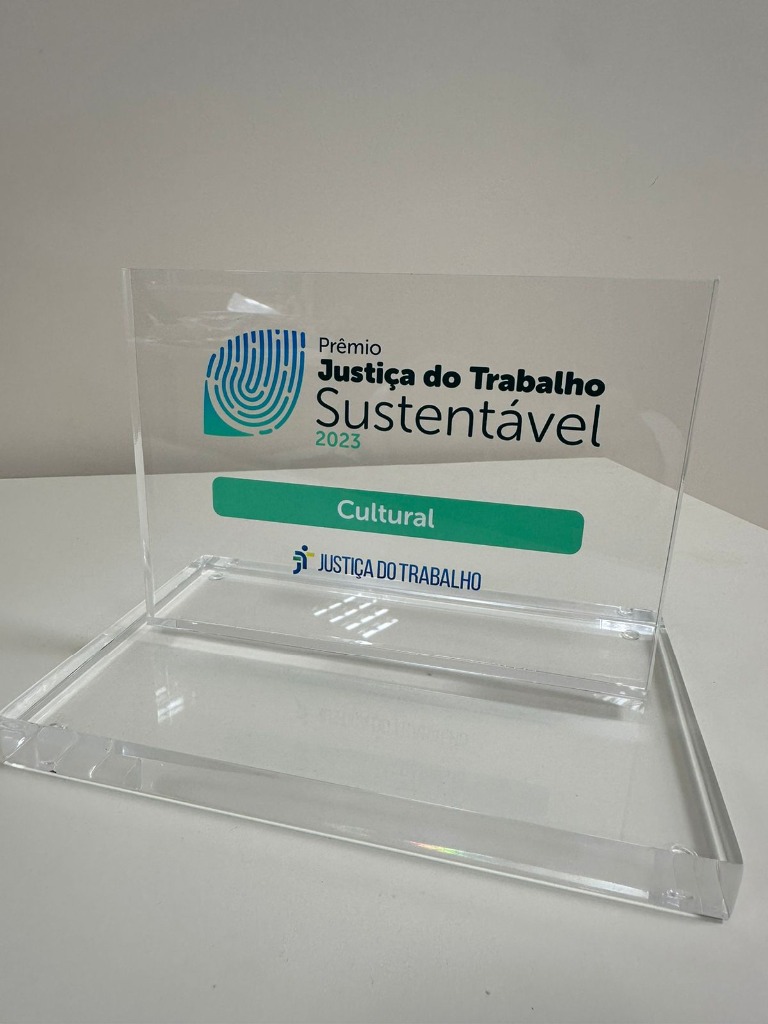 Prêmio
Justiça do Trabalho
Sustentável
2023
Cultural
JUSTIÇA DO TRABALHO